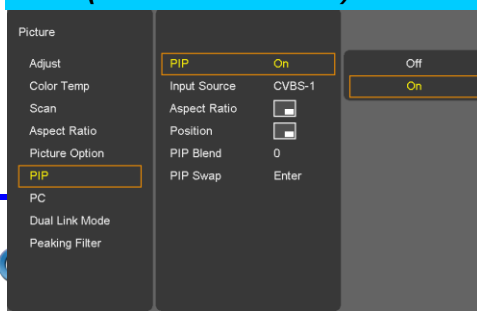 Picture
Adjust
Color Temp
Scan
Aspect Ratio
Picture Option
PIP
PC
Dual Link Mode
Peaking Filter
PIP On
Input Source CVBS-1
Aspect Ratio
Position
PIP Blend 0
PIP Swap Enter
Off
On